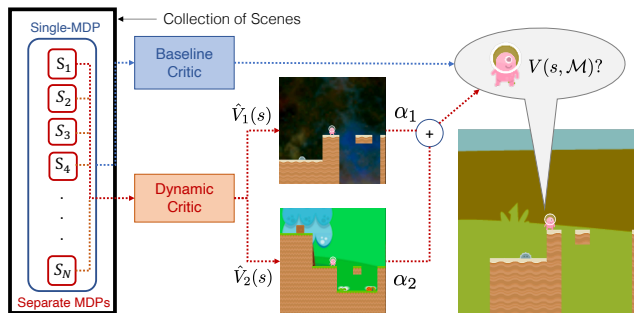 Collection of Scenes
Single-MDP
S₁
S₂
S₃
S₄
.
.
.
S_N
Separate MDPs
Baseline
Critic
Dynamic
Critic
V̂₁(s)
V̂₂(s)
α₁
+
α₂
V(s, ℳ)?